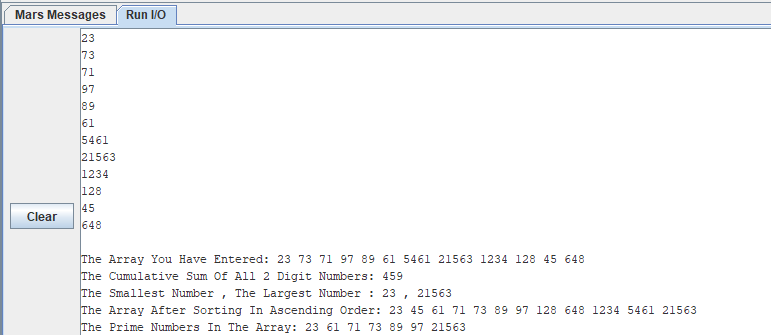 Mars Messages Run I/O
23
73
71
97
89
61
5461
21563
1234
128
45
648
Clear
The Array You Have Entered: 23 73 71 97 89 61 5461 21563 1234 128 45 648
The Cumulative Sum Of All 2 Digit Numbers: 459
The Smallest Number , The Largest Number : 23 , 21563
The Array After Sorting In Ascending Order: 23 45 61 71 73 89 97 128 648 1234 5461 21563
The Prime Numbers In The Array: 23 61 71 73 89 97 21563